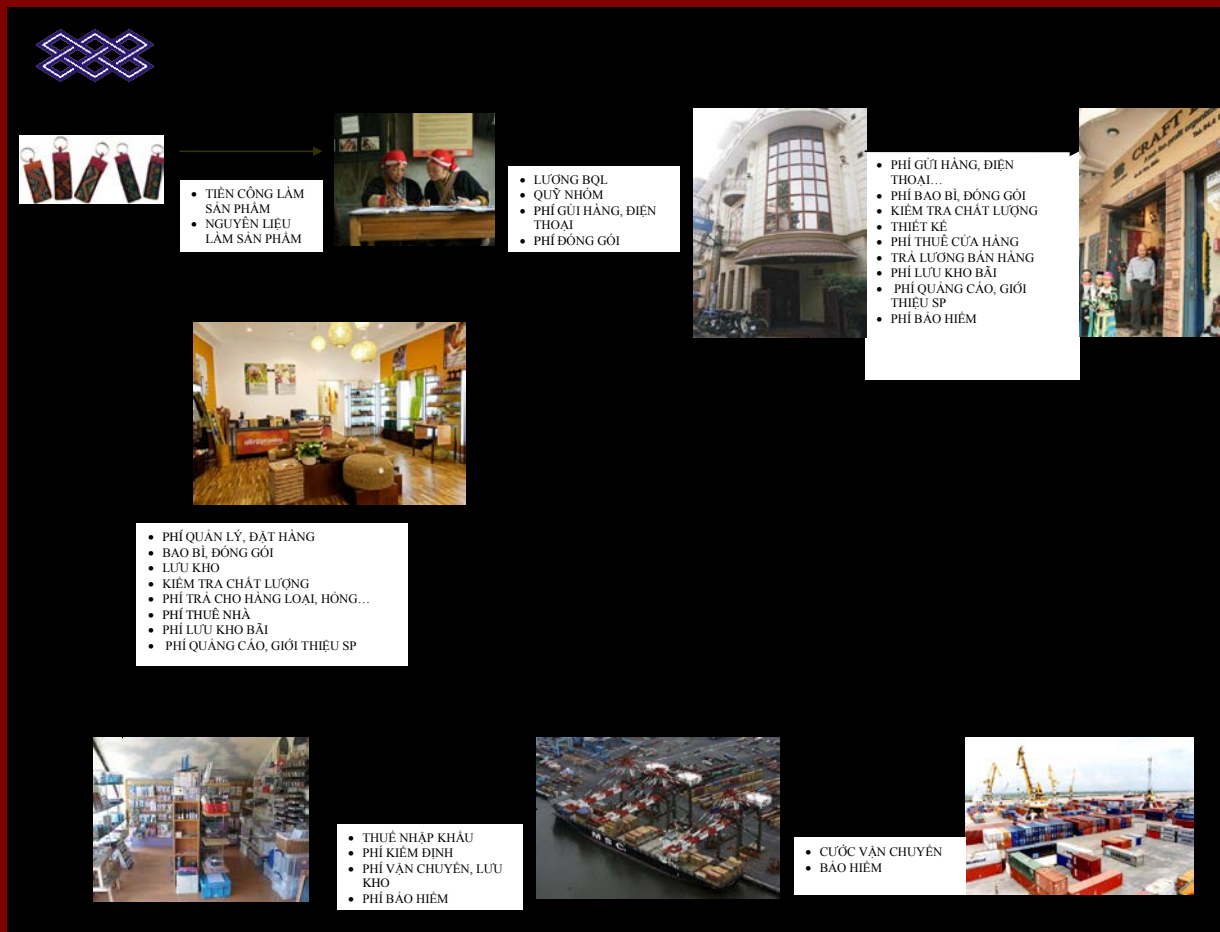 TIỀN CÔNG LÀM
SẢN PHẨM
NGUYÊN LIỆU
LÀM SẢN PHẨM
LƯƠNG BQL
QUỸ NHÓM
PHÍ GỬI HÀNG, ĐIỆN
THOẠI
PHÍ ĐÓNG GÓI
PHÍ GỬI HÀNG, ĐIỆN
THOẠI…
PHÍ BAO BÌ, ĐÓNG GÓI
KIỂM TRA CHẤT LƯỢNG
THIẾT KẾ
PHÍ THUÊ CỬA HÀNG
TRẢ LƯƠNG BÁN HÀNG
PHÍ LƯU KHO BÃI
PHÍ QUẢNG CÁO, GIỚI
THIỆU SP
PHÍ BẢO HIỂM
CRAFT
PHÍ QUẢN LÝ, ĐẶT HÀNG
BAO BÌ, ĐÓNG GÓI
LƯU KHO
KIỂM TRA CHẤT LƯỢNG
PHÍ TRẢ CHO HÀNG LOẠI, HỎNG…
PHÍ THUÊ NHÀ
PHÍ LƯU KHO BÃI
PHÍ QUẢNG CÁO, GIỚI THIỆU SP
THUẾ NHẬP KHẨU
PHÍ KIỂM ĐỊNH
PHÍ VẬN CHUYỂN, LƯU
KHO
PHÍ BẢO HIỂM
MSC
CƯỚC VẬN CHUYỂN
BẢO HIỂM